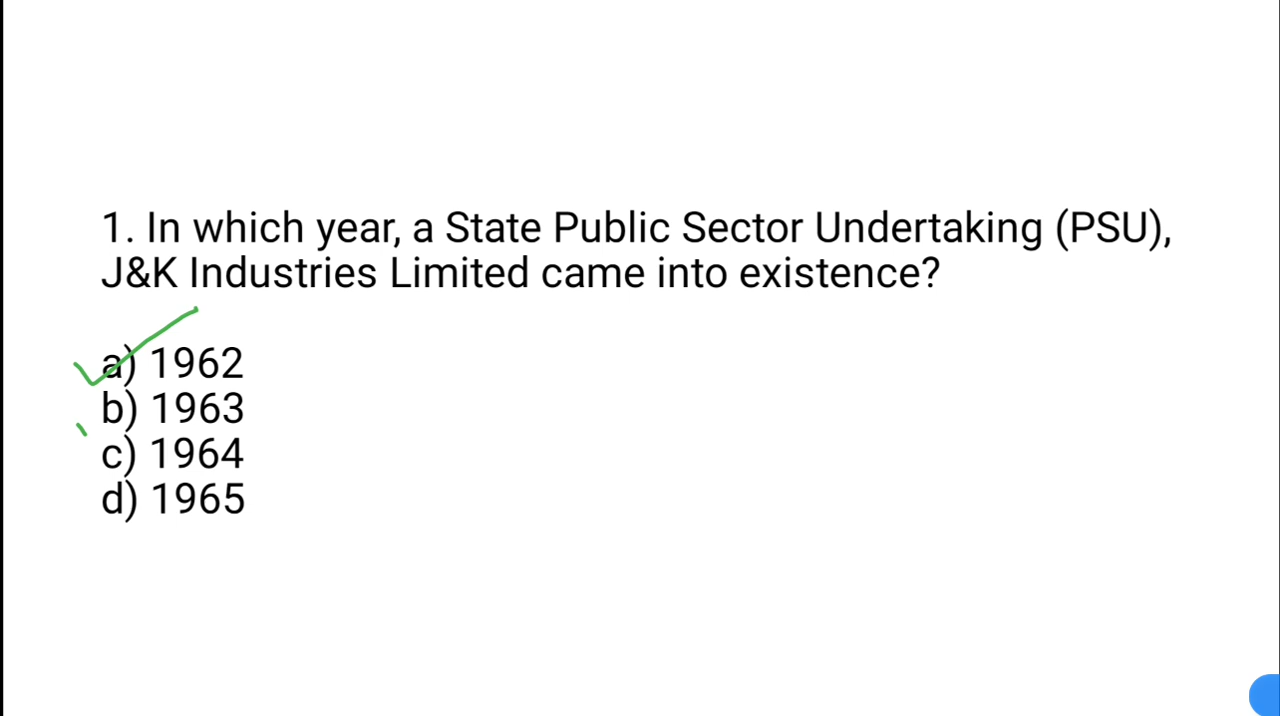 1. In which year, a State Public Sector Undertaking (PSU),
J&K Industries Limited came into existence?
a) 1962
b) 1963
c) 1964
d) 1965